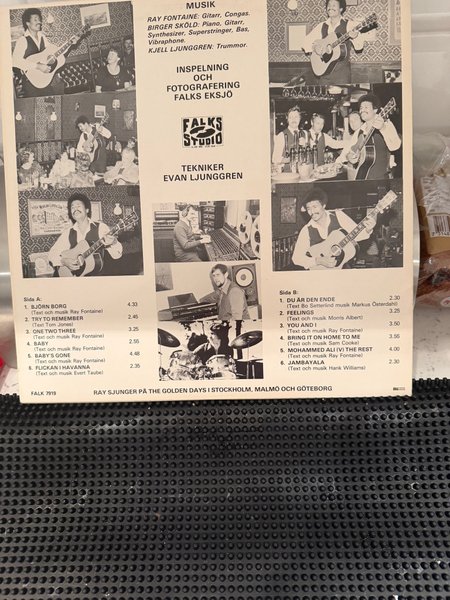 MUSIK
RAY FONTAINE: Gitarr, Congas.
BIRGER SKÖLD: Piano, Gitarr,
Synthesizer, Superstringer, Bas,
Vibraphone.
KJELL LJUNGGREN: Trummor.
INSPELNING
OCH
FOTOGRAFERING
FALKS EKSJÖ
FALKS
STUDIO
TEKNIKER
EVAN LJUNGGREN
Sida A:
1. BJÖRN BORG 4.33
(Text och musik Ray Fontaine)
2. TRY TO REMEMBER 2.45
(Text Tom Jones)
3. ONE TWO THREE 3.25
(Text och musik Ray Fontaine)
4. BABY 2.55
(Text och musik Ray Fontaine)
5. BABY'S GONE 4.48
(Text och musik Ray Fontaine)
6. FLICKAN I HAVANNA 2.35
(Text och musik Evert Taube)
Sida B:
1. DU ÄR DEN ENDE 2.30
(Text Bo Setterlind musik Markus Österdahl)
2. FEELINGS 3.25
(Text och musik Morris Albert)
3. YOU AND I 3.50
(Text och musik Ray Fontaine)
4. BRING IT ON HOME TO ME 3.55
(Text och musik Sam Cooke)
5. MOHAMMED ALI (V) THE REST 4.00
(Text och musik Ray Fontaine)
6. JAMBAYALA 2.30
(Text och musik Hank Williams)
FALK 7919
RAY SJUNGER PÅ THE GOLDEN DAYS I STOCKHOLM, MALMÖ OCH GÖTEBORG